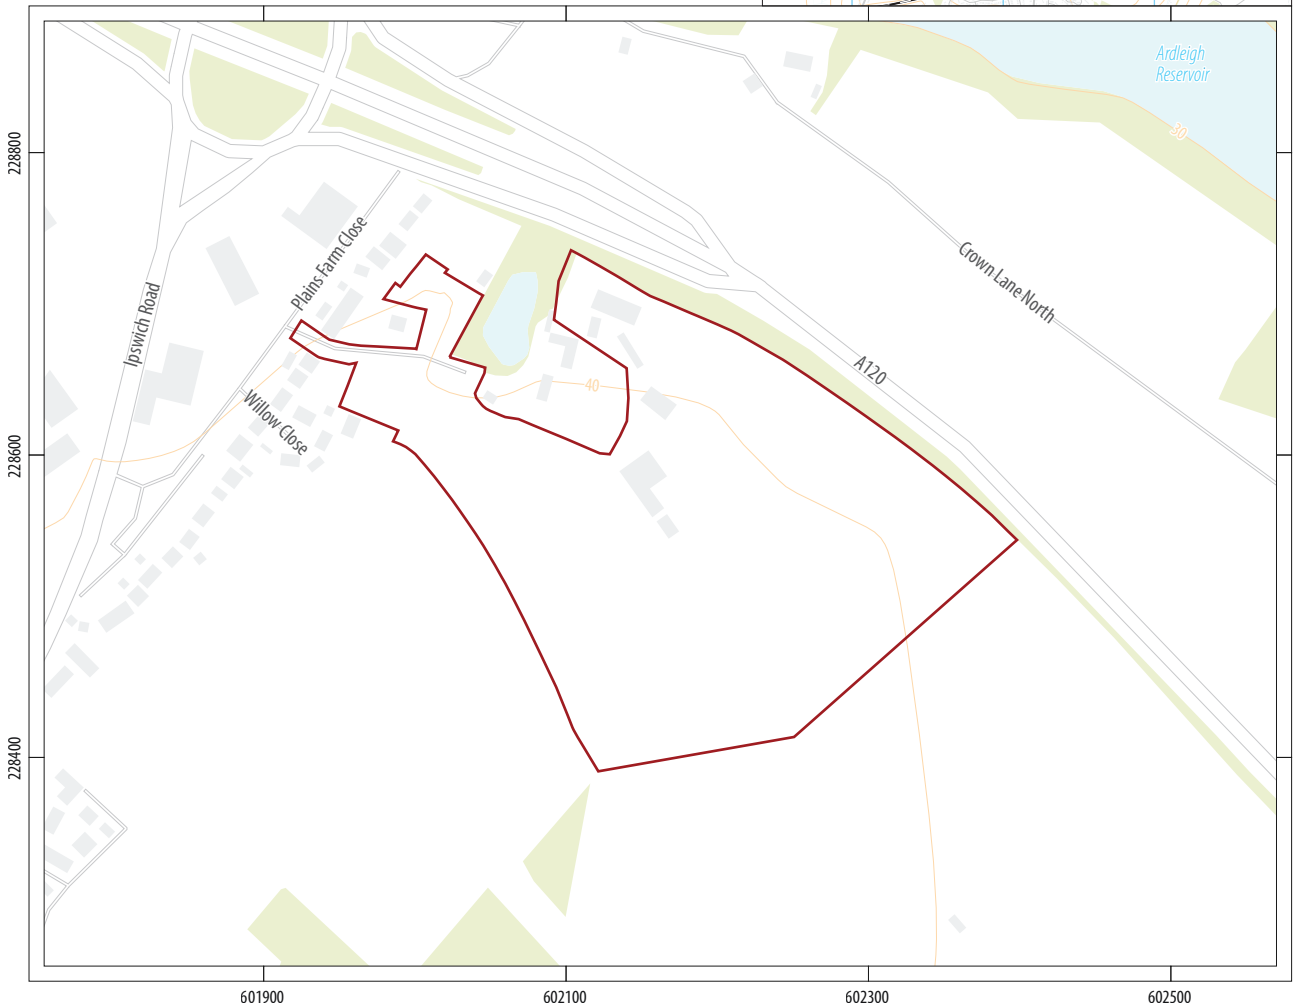 Ardleigh
Reservoir
30
228800
Plains Farm Close
Crown Lane North
Ipswich Road
A120
40
Willow Close
228600
228400
601900
602100
602300
602500